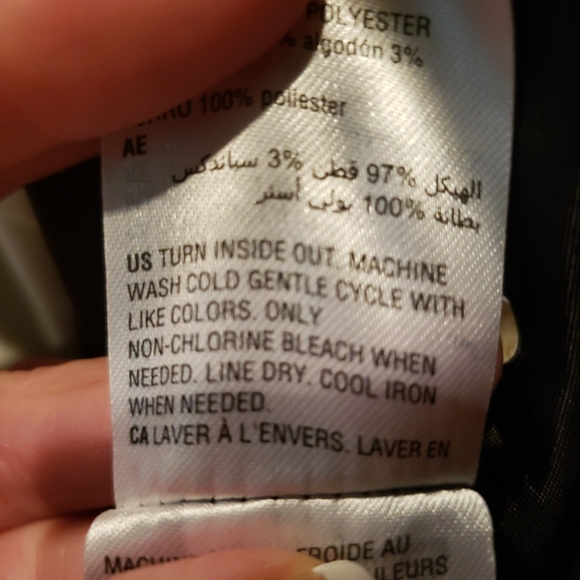 POLYESTER
% algodón 3%
100% poliester
AE
الهيكل 97% قطن 3% سباندكس
بطانة 100% بولي أستر
US TURN INSIDE OUT. MACHINE
WASH COLD GENTLE CYCLE WITH
LIKE COLORS. ONLY
NON-CHLORINE BLEACH WHEN
NEEDED. LINE DRY. COOL IRON
WHEN NEEDED.
CA LAVER À L'ENVERS. LAVER EN
FROIDE AU